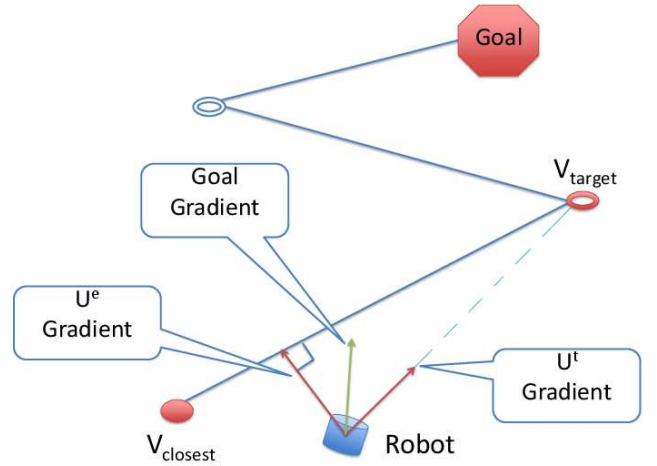 Goal
V_target
Goal
Gradient
U^e
Gradient
U^t
Gradient
V_closest
Robot